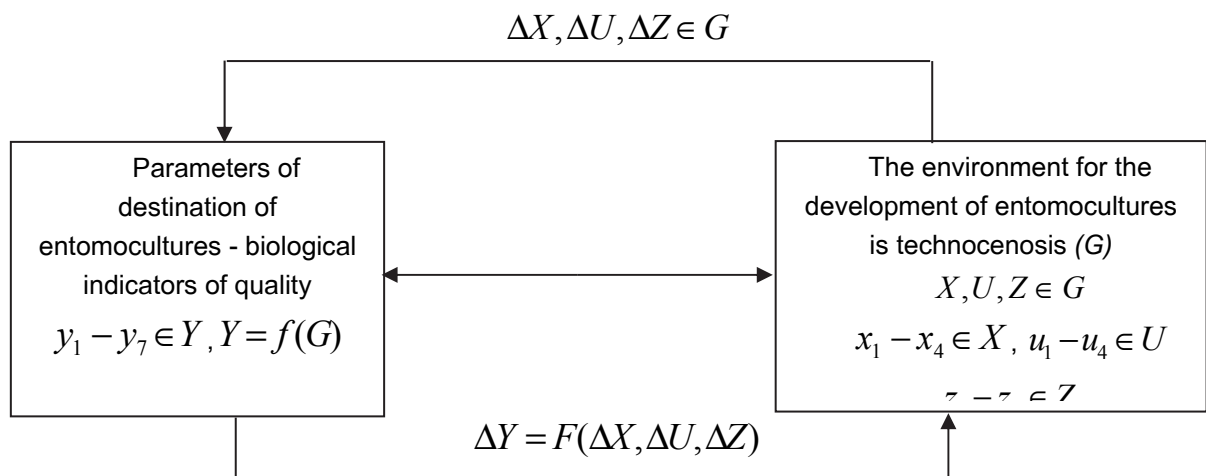 ΔX, ΔU, ΔZ ∈ G
Parameters of
destination of
entomocultures - biological
indicators of quality
y₁ − y₇ ∈ Y, Y = f(G)
The environment for the
development of entomocultures
is technocenosis (G)
X, U, Z ∈ G
x₁ − x₄ ∈ X, u₁ − u₄ ∈ U
ΔY = F(ΔX, ΔU, ΔZ)